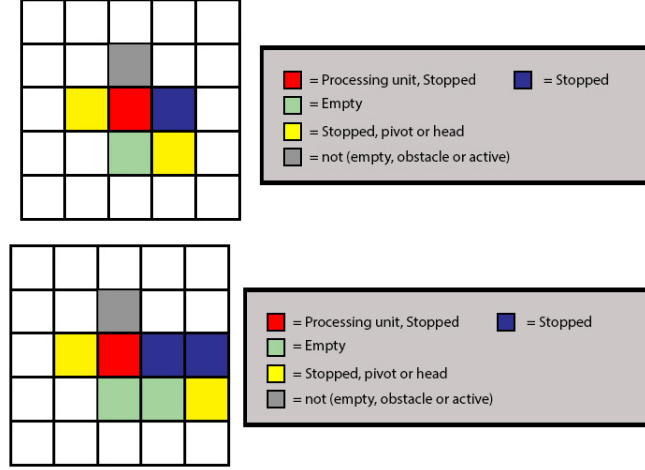 = Processing unit, Stopped = Stopped
= Empty
= Stopped, pivot or head
= not (empty, obstacle or active)
= Processing unit, Stopped = Stopped
= Empty
= Stopped, pivot or head
= not (empty, obstacle or active)